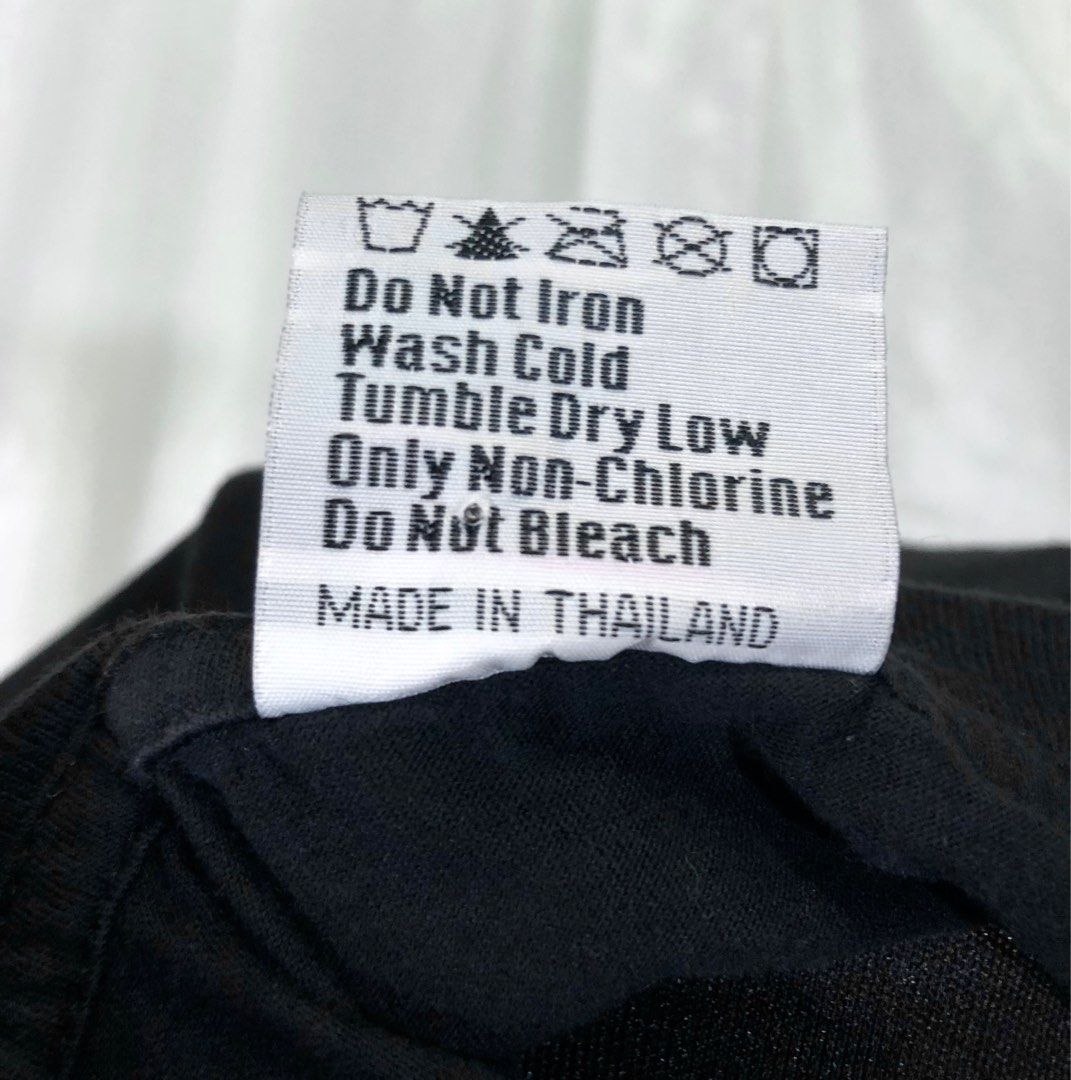 Do Not Iron
Wash Cold
Tumble Dry Low
Only Non-Chlorine
Do Not Bleach
MADE IN THAILAND